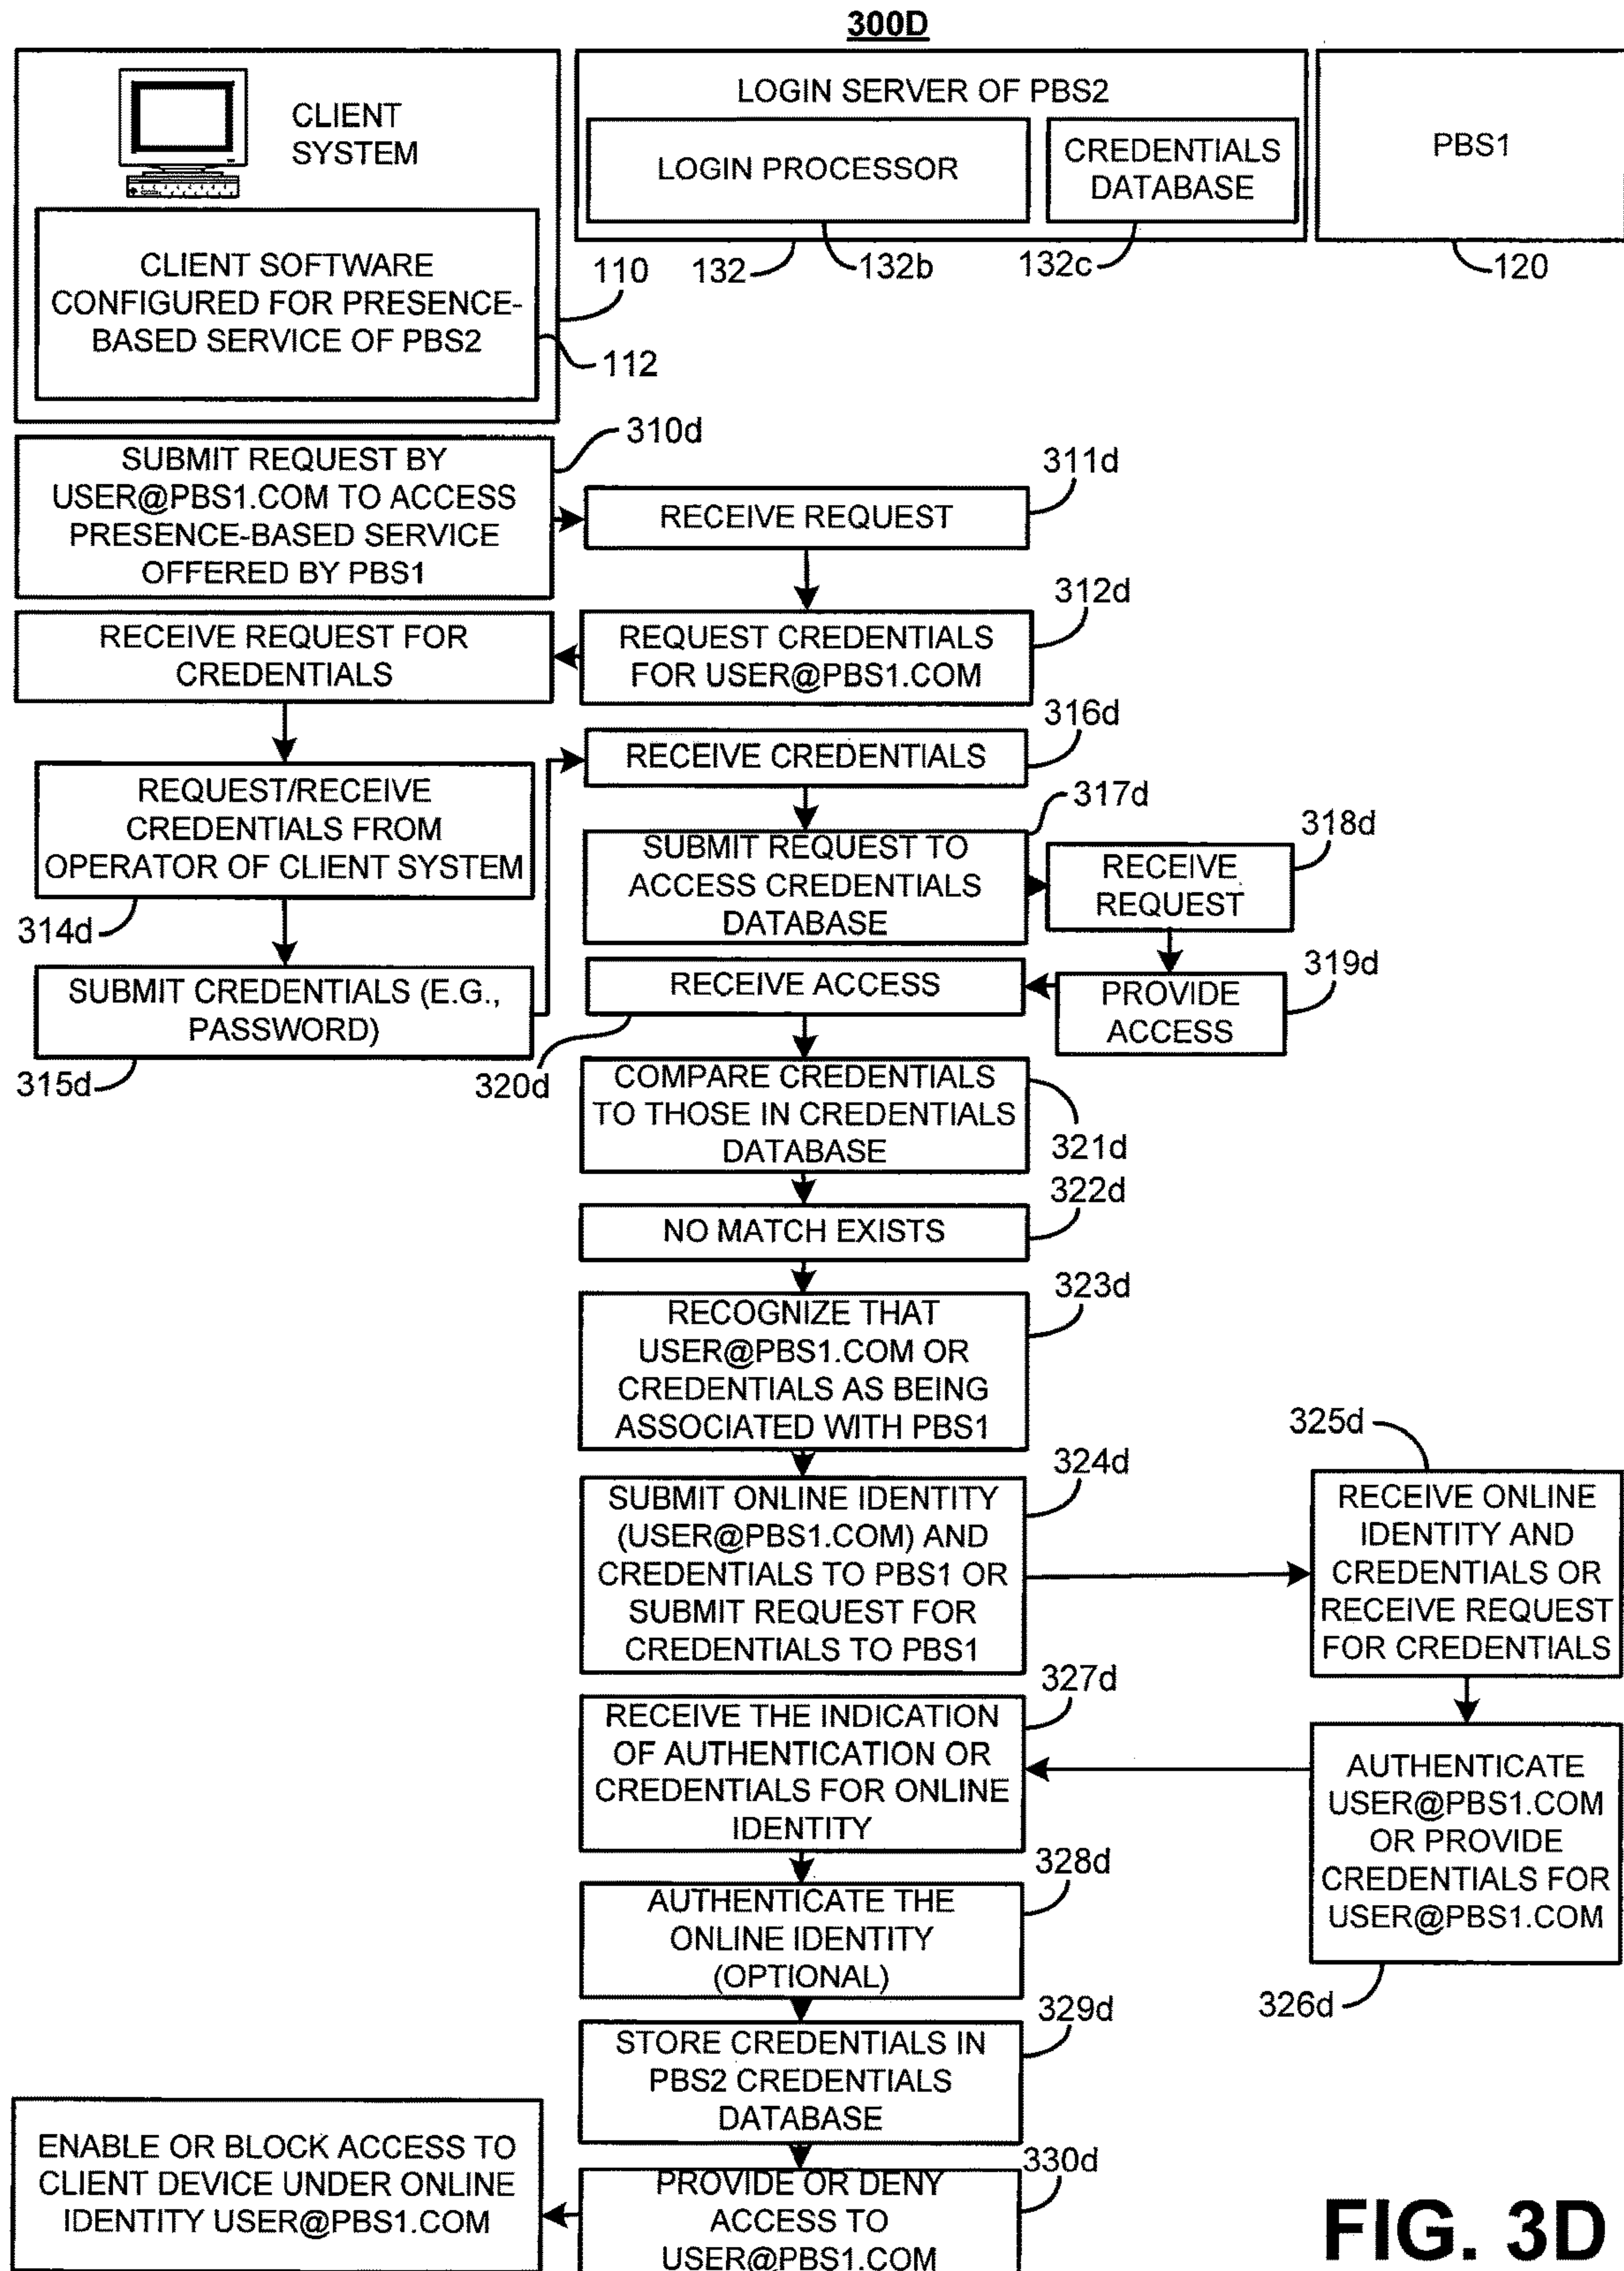 300D
CLIENT
SYSTEM
CLIENT SOFTWARE
CONFIGURED FOR PRESENCE-
BASED SERVICE OF PBS2
110
112
LOGIN SERVER OF PBS2
LOGIN PROCESSOR
CREDENTIALS
DATABASE
132
132b
132c
PBS1
120
SUBMIT REQUEST BY
USER@PBS1.COM TO ACCESS
PRESENCE-BASED SERVICE
OFFERED BY PBS1
310d
RECEIVE REQUEST
311d
REQUEST CREDENTIALS
FOR USER@PBS1.COM
312d
RECEIVE REQUEST FOR
CREDENTIALS
REQUEST/RECEIVE
CREDENTIALS FROM
OPERATOR OF CLIENT SYSTEM
314d
SUBMIT CREDENTIALS (E.G.,
PASSWORD)
315d
RECEIVE CREDENTIALS
316d
SUBMIT REQUEST TO
ACCESS CREDENTIALS
DATABASE
317d
RECEIVE
REQUEST
318d
PROVIDE
ACCESS
319d
RECEIVE ACCESS
320d
COMPARE CREDENTIALS
TO THOSE IN CREDENTIALS
DATABASE
321d
NO MATCH EXISTS
322d
RECOGNIZE THAT
USER@PBS1.COM OR
CREDENTIALS AS BEING
ASSOCIATED WITH PBS1
323d
SUBMIT ONLINE IDENTITY
(USER@PBS1.COM) AND
CREDENTIALS TO PBS1 OR
SUBMIT REQUEST FOR
CREDENTIALS TO PBS1
324d
325d
RECEIVE ONLINE
IDENTITY AND
CREDENTIALS OR
RECEIVE REQUEST
FOR CREDENTIALS
AUTHENTICATE
USER@PBS1.COM
OR PROVIDE
CREDENTIALS FOR
USER@PBS1.COM
326d
RECEIVE THE INDICATION
OF AUTHENTICATION OR
CREDENTIALS FOR ONLINE
IDENTITY
327d
AUTHENTICATE THE
ONLINE IDENTITY
(OPTIONAL)
328d
STORE CREDENTIALS IN
PBS2 CREDENTIALS
DATABASE
329d
PROVIDE OR DENY
ACCESS TO
USER@PBS1.COM
330d
ENABLE OR BLOCK ACCESS TO
CLIENT DEVICE UNDER ONLINE
IDENTITY USER@PBS1.COM
FIG. 3D